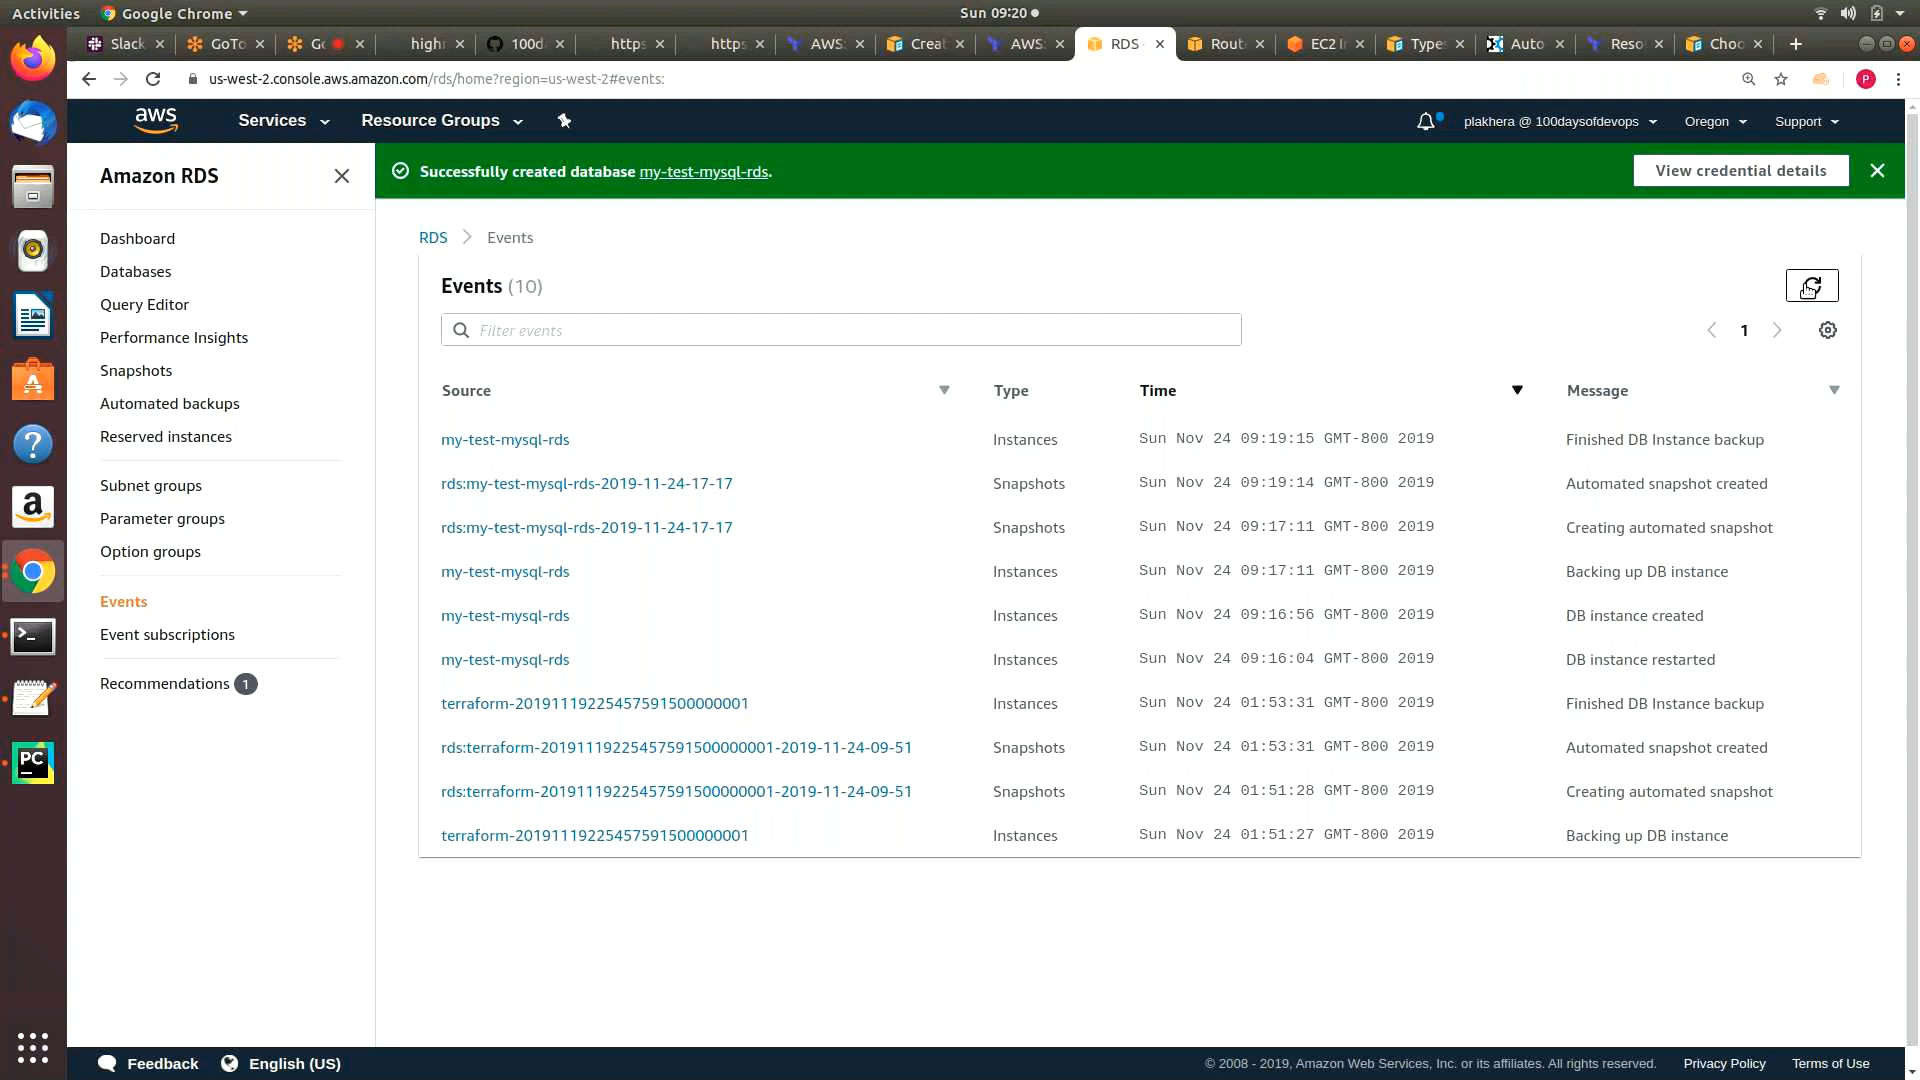 Activities Google Chrome Sun 09:20
Slack GoTo Go high https https 100d AWS: Creat AWS: RDS Rout EC2 I Type Auto Reso Choo
us-west-2.console.aws.amazon.com/rds/home?region=us-west-2#events: P
aws Services Resource Groups plakhera @ 100daysofdevops Oregon Support
Amazon RDS
Successfully created database my-test-mysql-rds. View credential details
Dashboard
Databases
Query Editor
Performance Insights
Snapshots
Automated backups
Reserved instances
Subnet groups
Parameter groups
Option groups
Events
Event subscriptions
Recommendations 1
RDS Events
Events (10)
Filter events 1
Source Type Time Message
my-test-mysql-rds Instances Sun Nov 24 09:19:15 GMT-800 2019 Finished DB Instance backup
rds:my-test-mysql-rds-2019-11-24-17-17 Snapshots Sun Nov 24 09:19:14 GMT-800 2019 Automated snapshot created
rds:my-test-mysql-rds-2019-11-24-17-17 Snapshots Sun Nov 24 09:17:11 GMT-800 2019 Creating automated snapshot
my-test-mysql-rds Instances Sun Nov 24 09:17:11 GMT-800 2019 Backing up DB instance
my-test-mysql-rds Instances Sun Nov 24 09:16:56 GMT-800 2019 DB instance created
my-test-mysql-rds Instances Sun Nov 24 09:16:04 GMT-800 2019 DB instance restarted
terraform-20191119225457591500000001 Instances Sun Nov 24 01:53:31 GMT-800 2019 Finished DB Instance backup
rds:terraform-20191119225457591500000001-2019-11-24-09-51 Snapshots Sun Nov 24 01:53:31 GMT-800 2019 Automated snapshot created
rds:terraform-20191119225457591500000001-2019-11-24-09-51 Snapshots Sun Nov 24 01:51:28 GMT-800 2019 Creating automated snapshot
terraform-20191119225457591500000001 Instances Sun Nov 24 01:51:27 GMT-800 2019 Backing up DB instance
Feedback English (US) © 2008 - 2019, Amazon Web Services, Inc. or its affiliates. All rights reserved. Privacy Policy Terms of Use